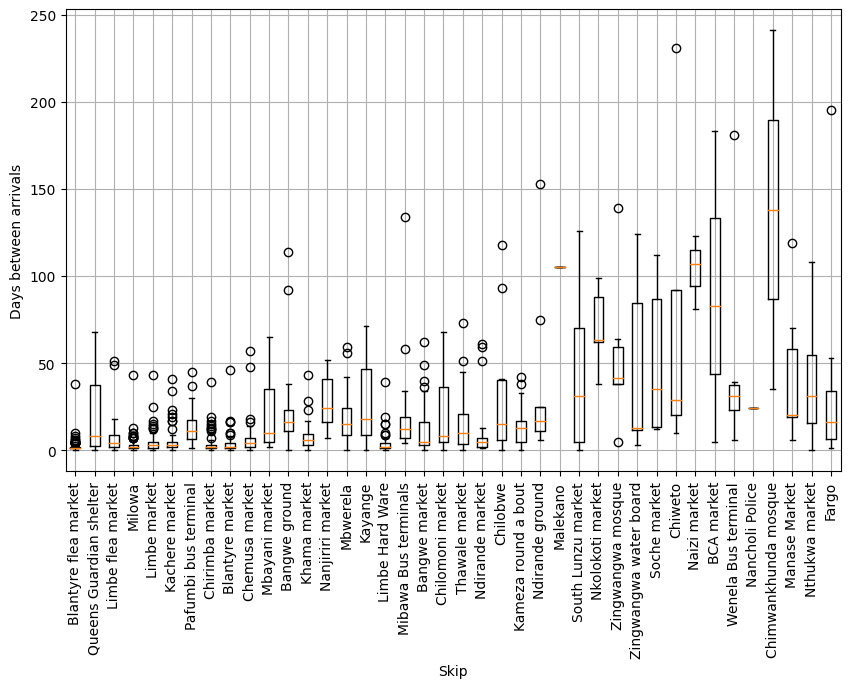 250
200
150
100
50
0
Days between arrivals
Blantyre flea market
Queens Guardian shelter
Limbe flea market
Milowa
Limbe market
Kachere market
Pafumbi bus terminal
Chirimba market
Blantyre market
Chemusa market
Mbayani market
Bangwe ground
Khama market
Nanjiriri market
Mbwerela
Kayange
Limbe Hard Ware
Mibawa Bus terminals
Bangwe market
Chilomoni market
Thawale market
Ndirande market
Chilobwe
Kameza round a bout
Ndirande ground
Malekano
South Lunzu market
Nkolokoti market
Zingwangwa mosque
Zingwangwa water board
Soche market
Chiweto
Naizi market
BCA market
Wenela Bus terminal
Nancholi Police
Chimwankhunda mosque
Manase Market
Nthukwa market
Fargo
Skip